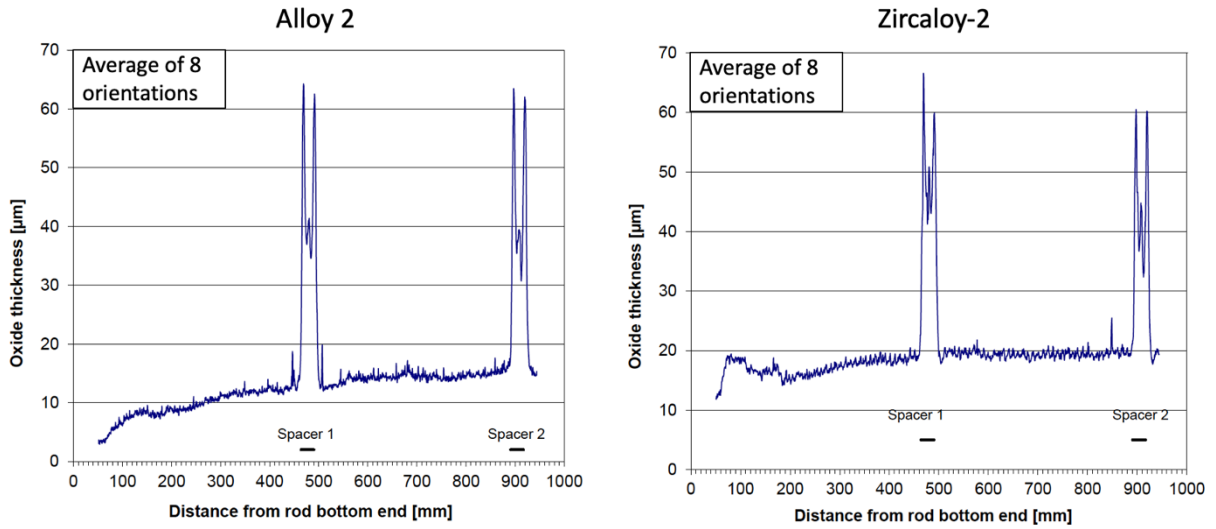 Alloy 2
Average of 8
orientations
70
60
50
40
30
20
10
0
Oxide thickness [µm]
Spacer 1
Spacer 2
0 100 200 300 400 500 600 700 800 900 1000
Distance from rod bottom end [mm]
Zircaloy-2
Average of 8
orientations
70
60
50
40
30
20
10
0
Oxide thickness [µm]
Spacer 1
Spacer 2
0 100 200 300 400 500 600 700 800 900 1000
Distance from rod bottom end [mm]